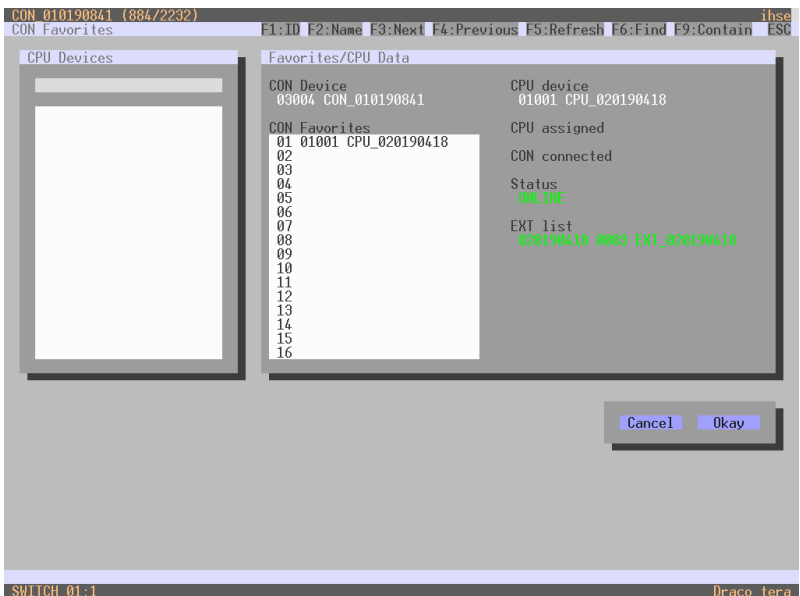 CON 010190841 (884/2232) ihse
CON Favorites F1:ID F2:Name F3:Next F4:Previous F5:Refresh F6:Find F9:Contain ESC
CPU Devices
Favorites/CPU Data
CON Device
03004 CON_010190841
CON Favorites
01 01001 CPU_020190418
02
03
04
05
06
07
08
09
10
11
12
13
14
15
16
CPU device
01001 CPU_020190418
CPU assigned
CON connected
Status
ONLINE
EXT list
020190418 0003 EXT_020190418
Cancel Okay
SWITCH 01:1 Draco tera